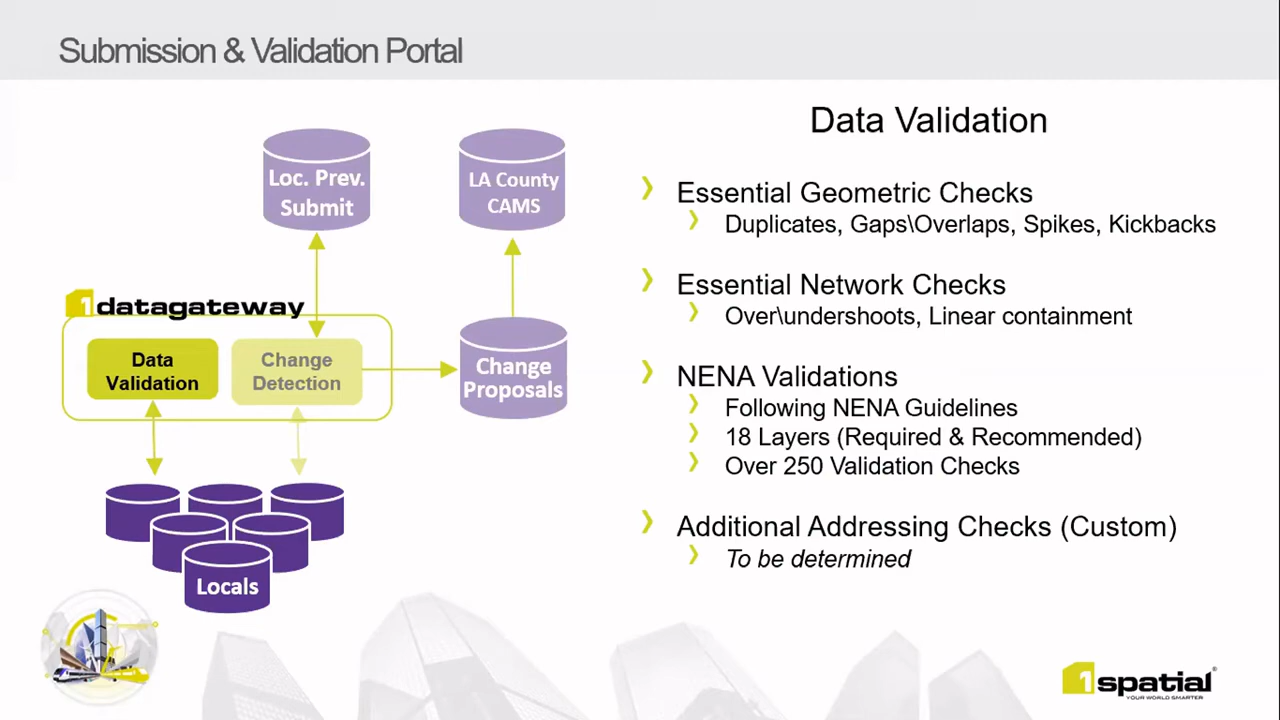 Submission & Validation Portal
Loc. Prev.
Submit
LA County
CAMS
1datagateway
Data
Validation
Change
Detection
Change
Proposals
Locals
Data Validation
Essential Geometric Checks
Duplicates, Gaps\Overlaps, Spikes, Kickbacks
Essential Network Checks
Over\undershoots, Linear containment
NENA Validations
Following NENA Guidelines
18 Layers (Required & Recommended)
Over 250 Validation Checks
Additional Addressing Checks (Custom)
To be determined
1spatial®
YOUR WORLD SMARTER